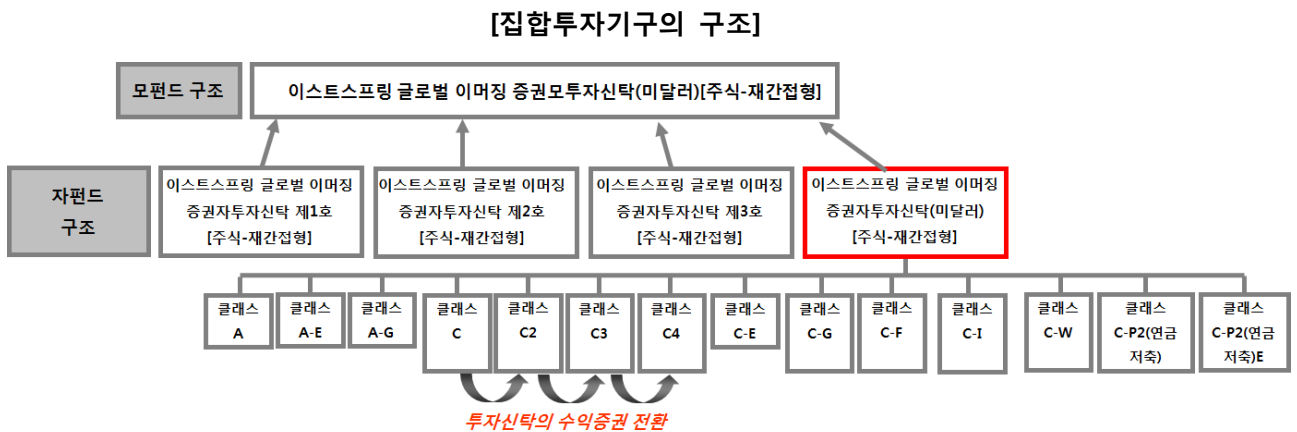 [집합투자기구의 구조]
모펀드 구조
이스트스프링 글로벌 이머징 증권모투자신탁(미달러)[주식-재간접형]
자펀드
구조
이스트스프링 글로벌 이머징
증권자투자신탁 제1호
[주식-재간접형]
이스트스프링 글로벌 이머징
증권자투자신탁 제2호
[주식-재간접형]
이스트스프링 글로벌 이머징
증권자투자신탁 제3호
[주식-재간접형]
이스트스프링 글로벌 이머징
증권자투자신탁(미달러)
[주식-재간접형]
클래스
A
클래스
A-E
클래스
A-G
클래스
C
클래스
C2
클래스
C3
클래스
C4
클래스
C-E
클래스
C-G
클래스
C-F
클래스
C-I
클래스
C-W
클래스
C-P2(연금
저축)
클래스
C-P2(연금
저축)E
투자신탁의 수익증권 전환